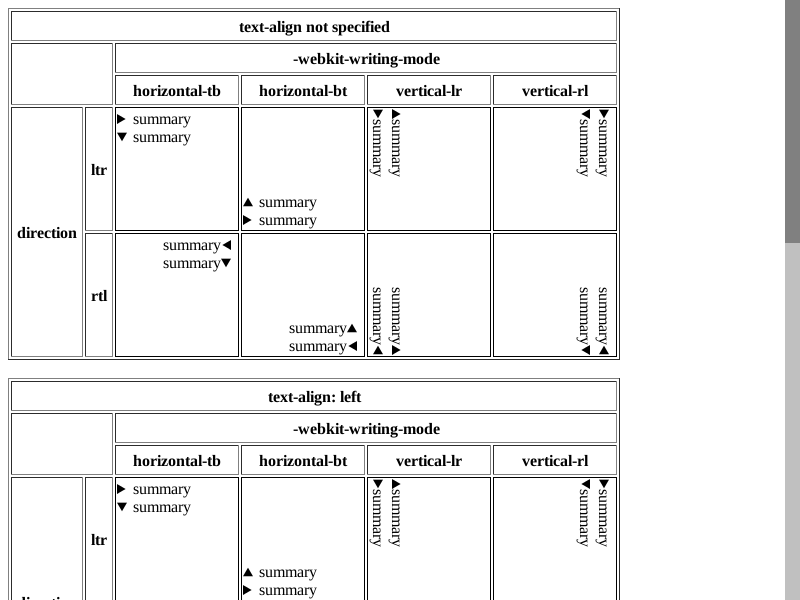 text-align not specified
-webkit-writing-mode
horizontal-tb horizontal-bt vertical-lr vertical-rl
direction
ltr
▶ summary
▼ summary
▲ summary
▶ summary
▼summary
▶summary
◀summary
▼summary
rtl
summary◀
summary▼
summary▲
summary◀
summary▲
summary▶
summary◀
summary▲
text-align: left
-webkit-writing-mode
horizontal-tb horizontal-bt vertical-lr vertical-rl
ltr
▶ summary
▼ summary
▲ summary
▶ summary
▼summary
▶summary
◀summary
▼summary